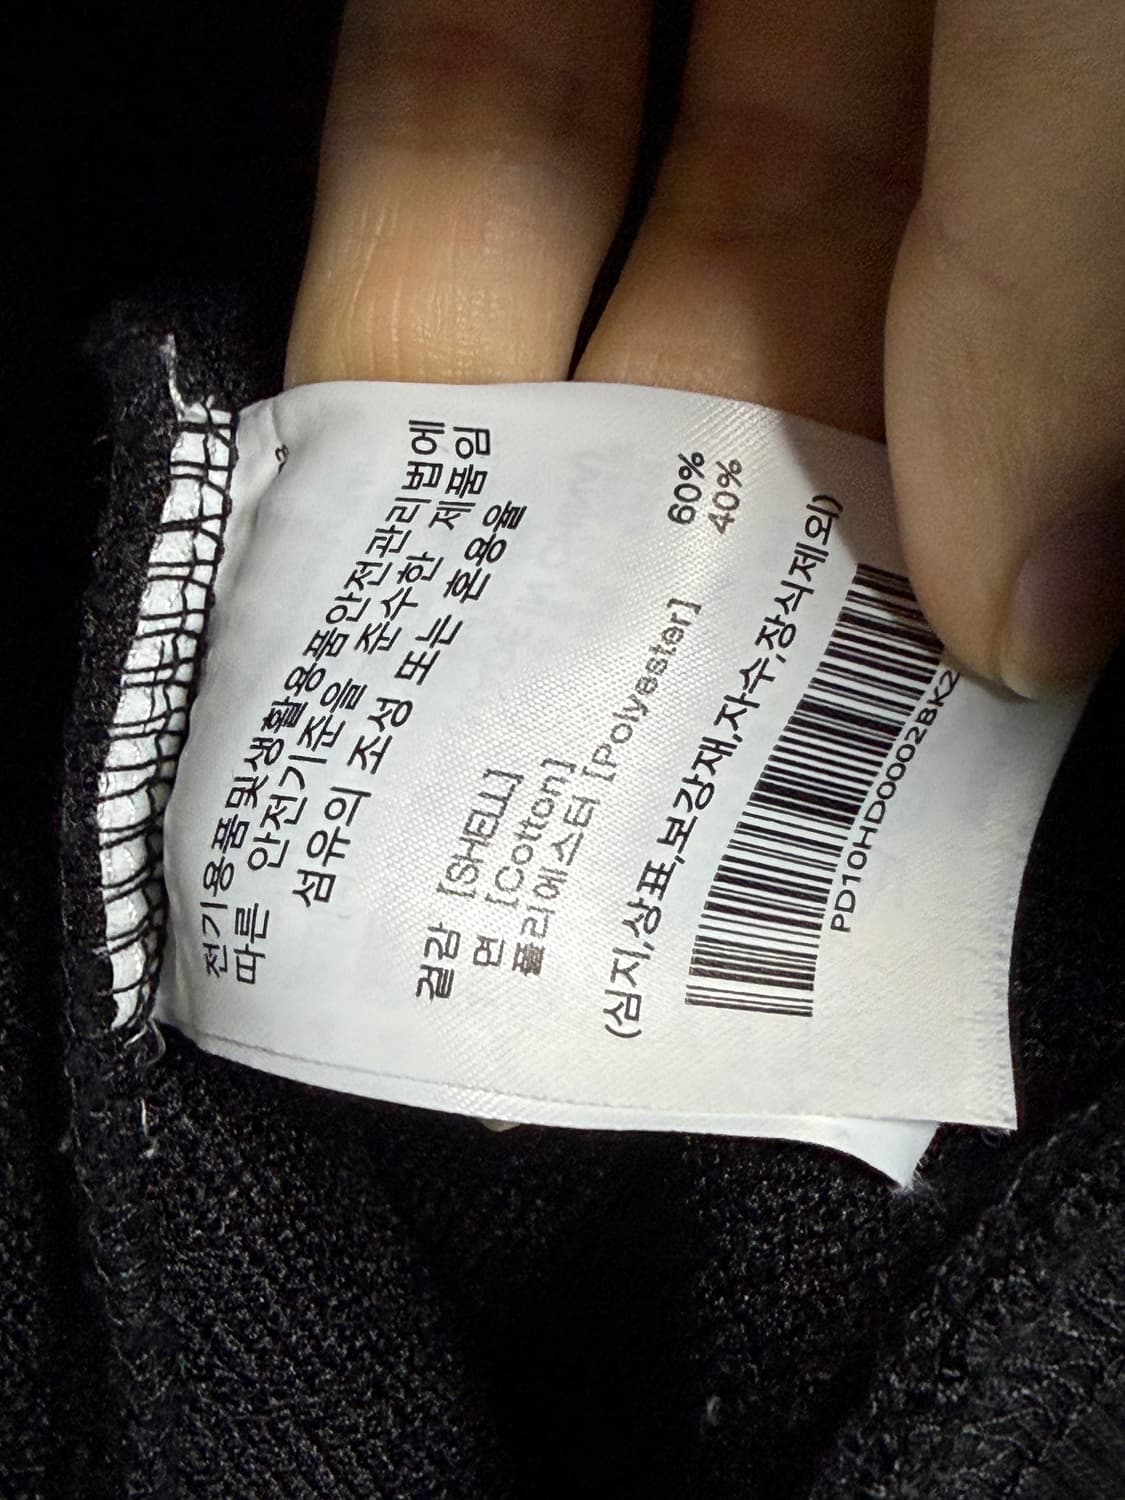 전기용품및생활용품안전관리법에
따른 안전기준을 준수한 제품임
섬유의 조성 또는 혼용율
겉감 [SHELL]
면 [Cotton] 60%
폴리에스터 [Polyester] 40%
(심지,상표,보강재,자수,장식제외)
PD10HD0002BK2